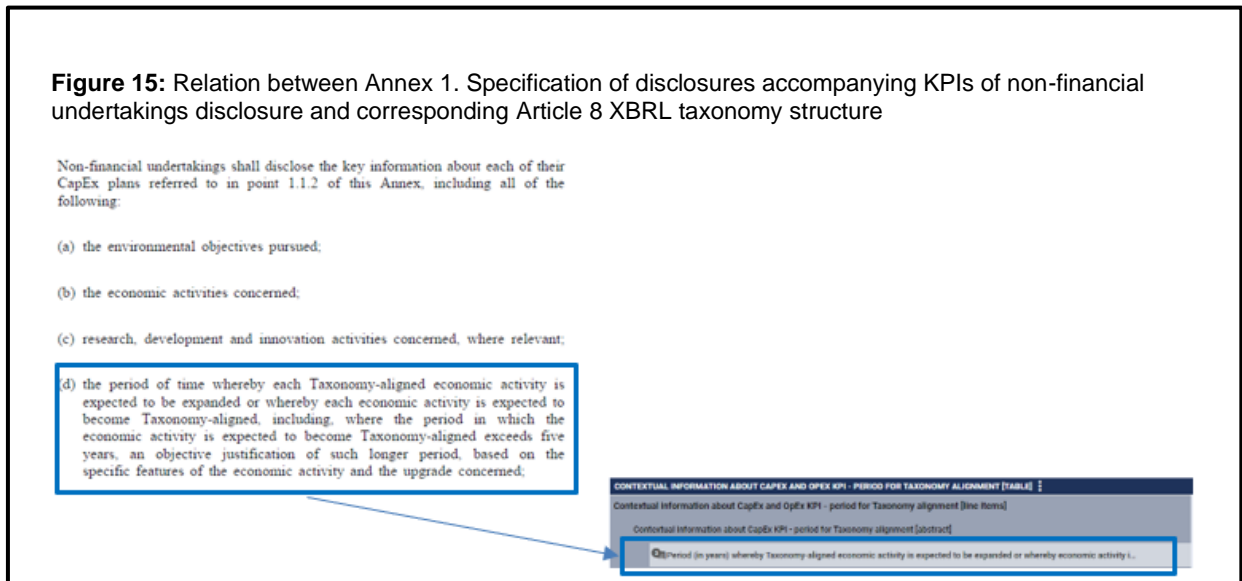 Figure 15: Relation between Annex 1. Specification of disclosures accompanying KPIs of non-financial
undertakings disclosure and corresponding Article 8 XBRL taxonomy structure
Non-financial undertakings shall disclose the key information about each of their
CapEx plans referred to in point 1.1.2 of this Annex, including all of the
following:
(a) the environmental objectives pursued;
(b) the economic activities concerned;
(c) research, development and innovation activities concerned, where relevant;
(d) the period of time whereby each Taxonomy-aligned economic activity is
expected to be expanded or whereby each economic activity is expected to
become Taxonomy-aligned, including, where the period in which the
economic activity is expected to become Taxonomy-aligned exceeds five
years, an objective justification of such longer period, based on the
specific features of the economic activity and the upgrade concerned;
CONTEXTUAL INFORMATION ABOUT CAPEX AND OPEX KPI - PERIOD FOR TAXONOMY ALIGNMENT [TABLE]
Contextual information about CapEx and OpEx KPI - period for Taxonomy alignment [line items]
Contextual information about CapEx KPI - period for Taxonomy alignment [abstract]
Period (in years) whereby Taxonomy-aligned economic activity is expected to be expanded or whereby economic activity i...